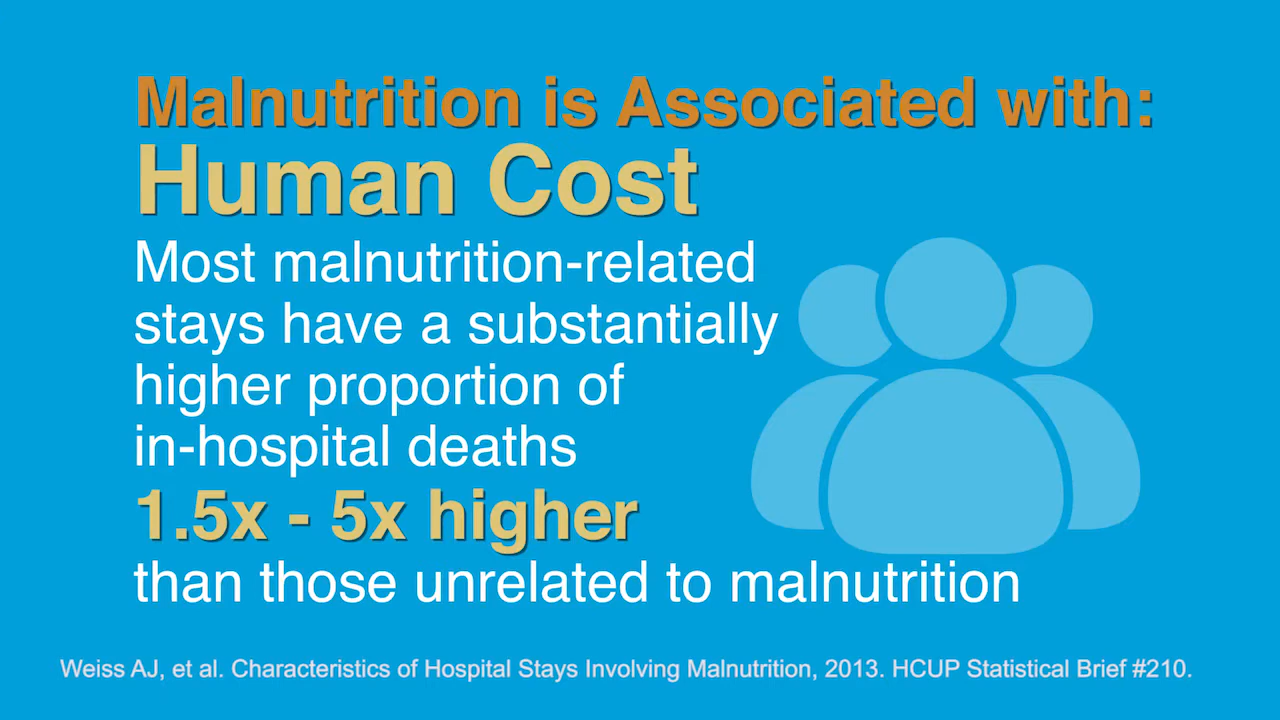 Malnutrition is Associated with:
Human Cost
Most malnutrition-related
stays have a substantially
higher proportion of
in-hospital deaths
1.5x - 5x higher
than those unrelated to malnutrition
Weiss AJ, et al. Characteristics of Hospital Stays Involving Malnutrition, 2013. HCUP Statistical Brief #210.